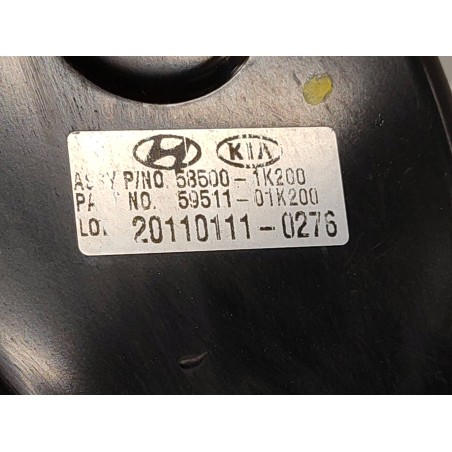 KIA
ASSY P/NO. 58500-1K200
PART NO. 59511-01K200
LOT 20110111-0276